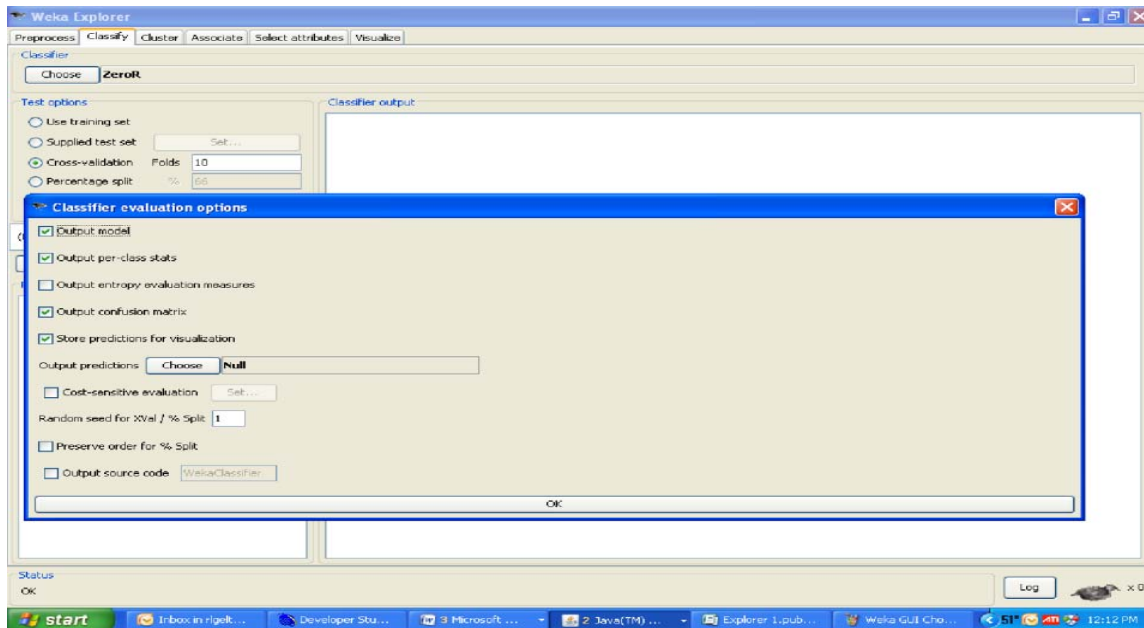 Weka Explorer
Preprocess Classify Cluster Associate Select attributes Visualize
Classifier
Choose ZeroR
Test options
Classifier output
Use training set
Supplied test set Set...
Cross-validation Folds 10
Percentage split % 66
Classifier evaluation options
Output model
Output per-class stats
Output entropy evaluation measures
Output confusion matrix
Store predictions for visualization
Output predictions Choose Null
Cost-sensitive evaluation Set...
Random seed for XVal / % Split 1
Preserve order for % Split
Output source code WekaClassifier
OK
Status
OK
Log x 0
start Inbox in rigelt... Developer Stu... 3 Microsoft ... 2 Java(TM) ... Explorer 1.pub... Weka GUI Cho... 51° 12:12 PM